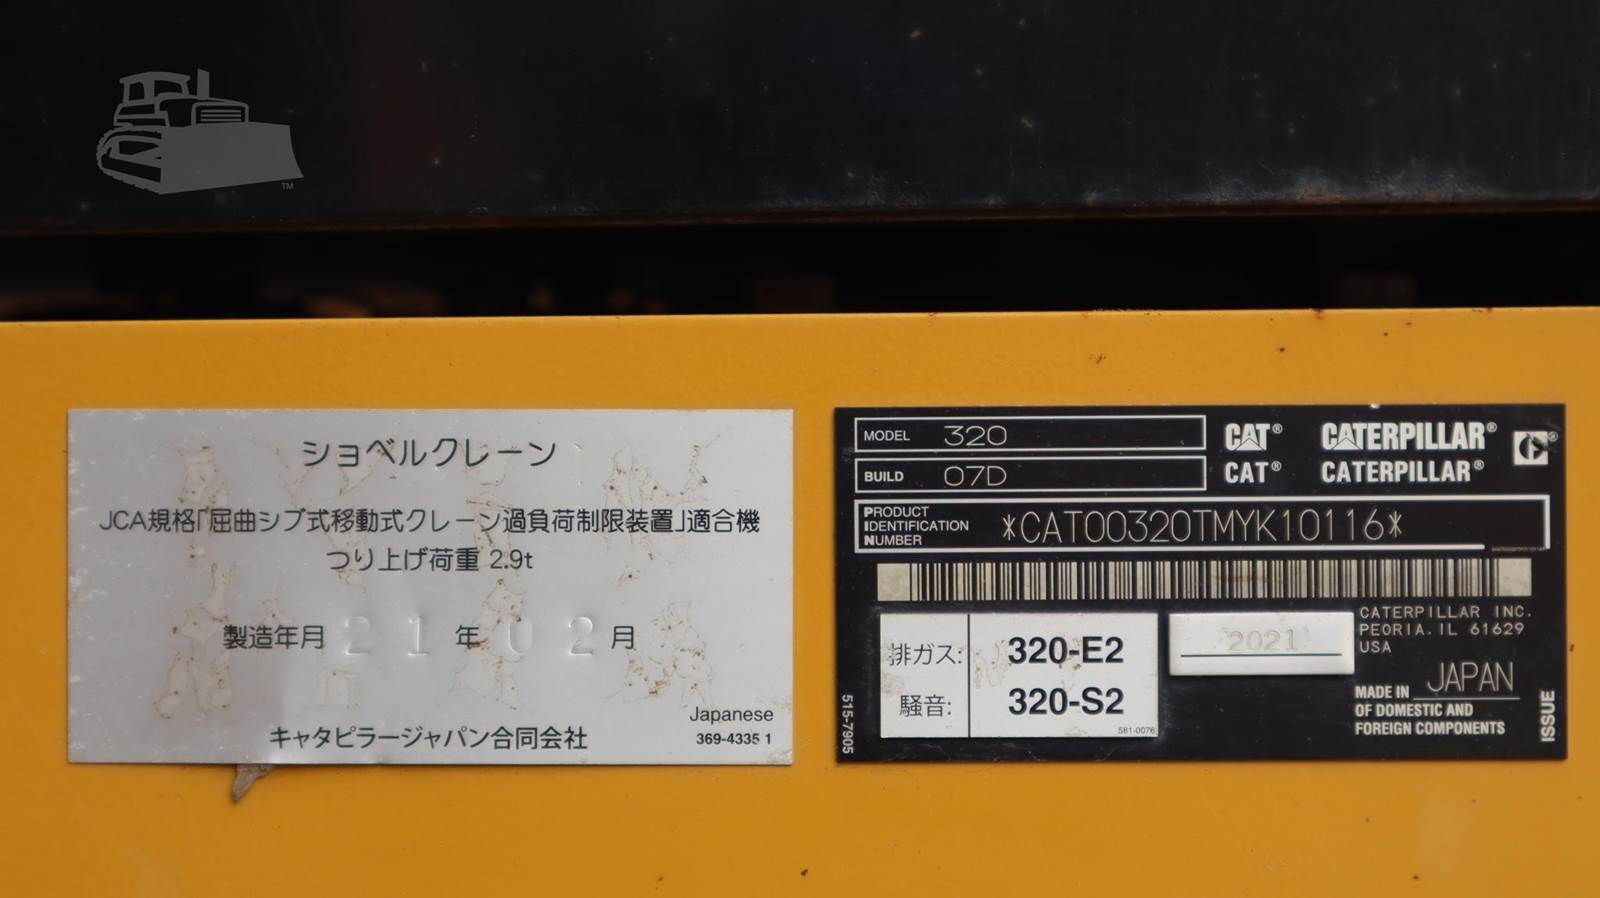 ショベルクレーン
JCA規格「屈曲ジブ式移動式クレーン過負荷制限装置」適合機
つり上げ荷重 2.9t
製造年月 21 年 02 月
キャタピラージャパン合同会社
Japanese
369-4335 1
MODEL 320
BUILD 07D
CAT® CATERPILLAR®
CAT® CATERPILLAR®
PRODUCT IDENTIFICATION NUMBER *CAT00320TMYK10116*
排ガス: 320-E2
騒音: 320-S2
581-0076
2021
CATERPILLAR INC.
PEORIA, IL 61629
USA
MADE IN JAPAN
OF DOMESTIC AND
FOREIGN COMPONENTS
515-7905
ISSUE
TM